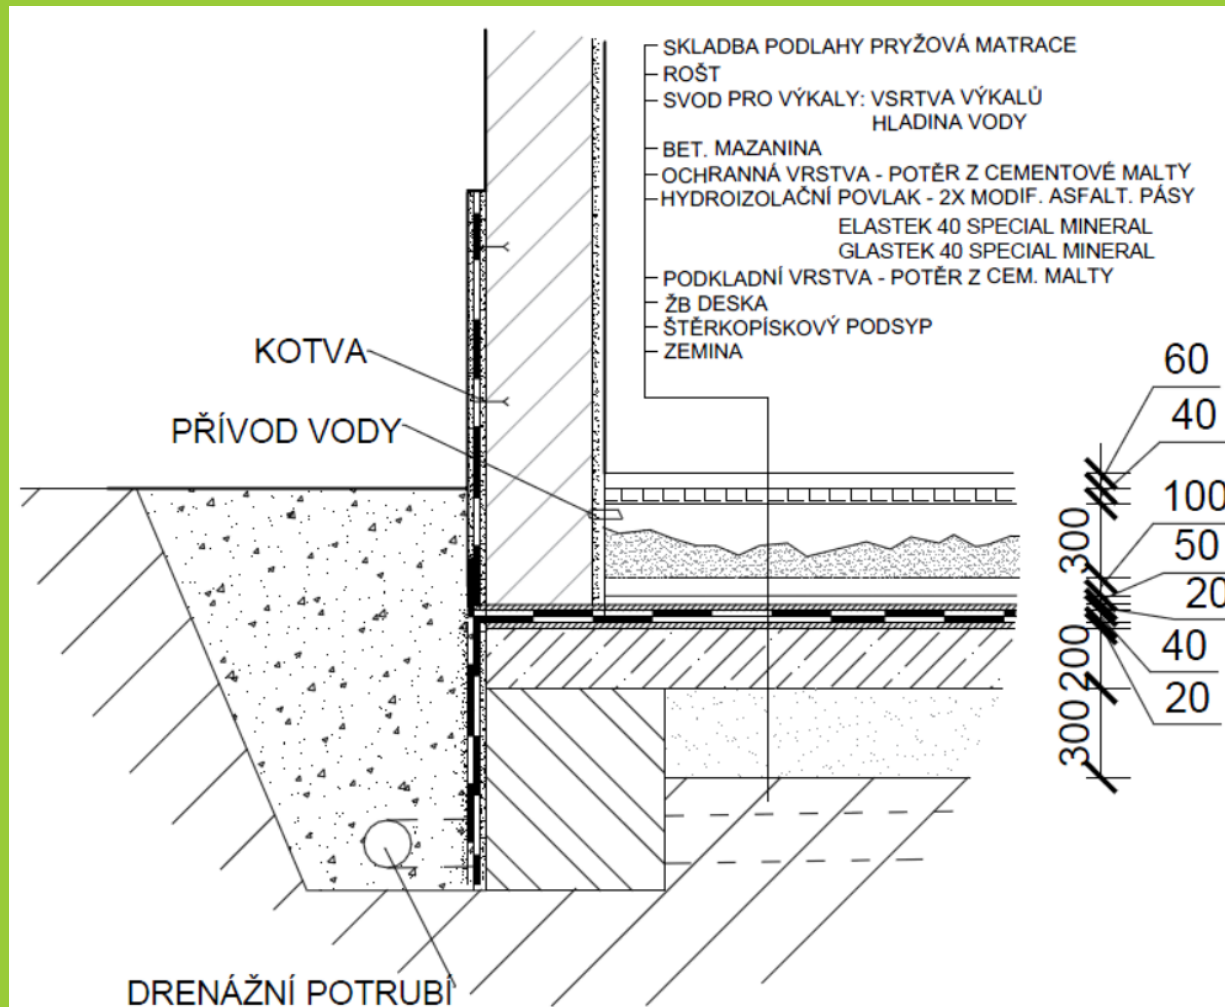 SKLADBA PODLAHY PRYŽOVÁ MATRACE
ROŠT
SVOD PRO VÝKALY: VSRTVA VÝKALŮ
HLADINA VODY
BET. MAZANINA
OCHRANNÁ VRSTVA - POTĚR Z CEMENTOVÉ MALTY
HYDROIZOLAČNÍ POVLAK - 2X MODIF. ASFALT. PÁSY
ELASTEK 40 SPECIAL MINERAL
GLASTEK 40 SPECIAL MINERAL
PODKLADNÍ VRSTVA - POTĚR Z CEM. MALTY
ŽB DESKA
ŠTĚRKOPÍSKOVÝ PODSYP
ZEMINA
KOTVA
PŘÍVOD VODY
60
40
100
300
50
20
40
200
20
300
DRENÁŽNÍ POTRUBÍ